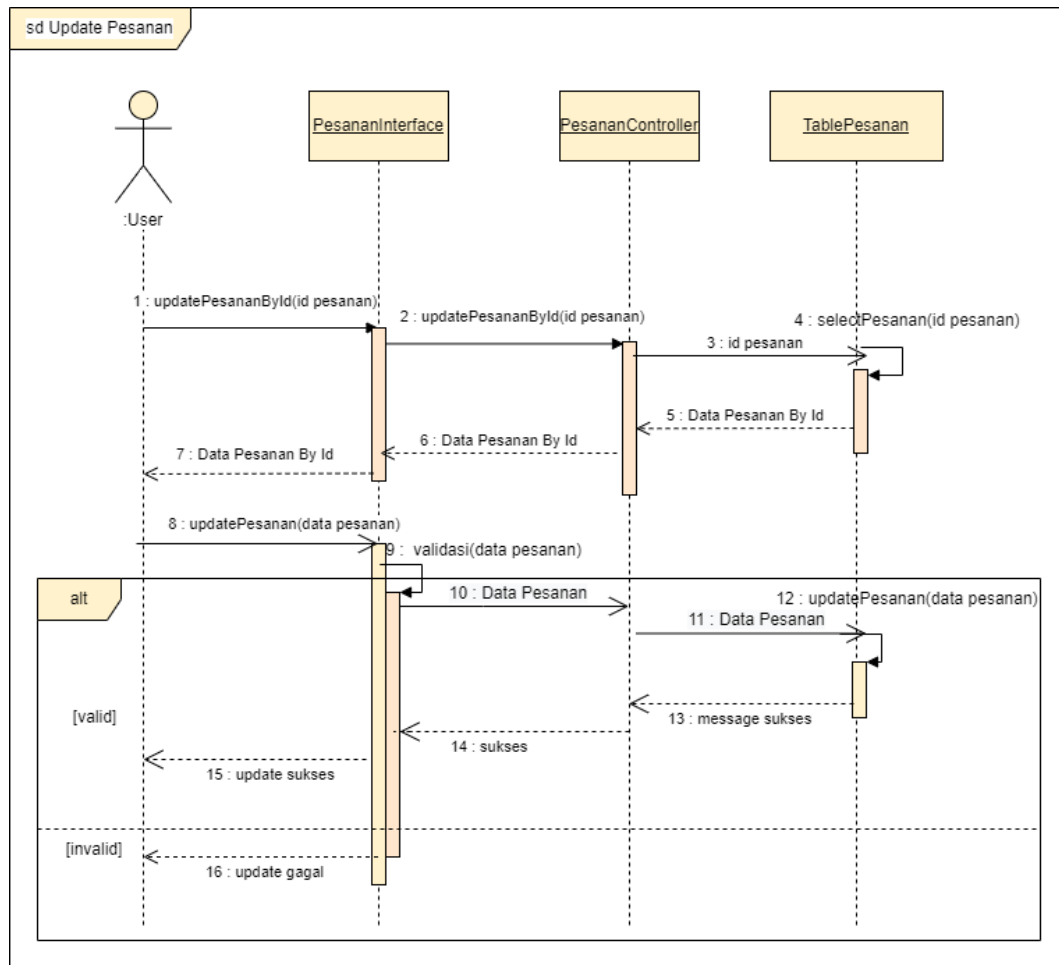 sd Update Pesanan
PesananInterface
PesananController
TablePesanan
:User
1 : updatePesananById(id pesanan)
2 : updatePesananById(id pesanan)
4 : selectPesanan(id pesanan)
3 : id pesanan
5 : Data Pesanan By Id
6 : Data Pesanan By Id
7 : Data Pesanan By Id
8 : updatePesanan(data pesanan)
9 : validasi(data pesanan)
alt
10 : Data Pesanan
12 : updatePesanan(data pesanan)
11 : Data Pesanan
[valid]
13 : message sukses
14 : sukses
15 : update sukses
[invalid]
16 : update gagal